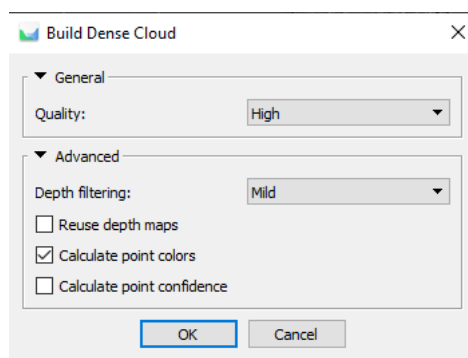 Build Dense Cloud
General
Quality: High
Advanced
Depth filtering: Mild
Reuse depth maps
Calculate point colors
Calculate point confidence
OK Cancel